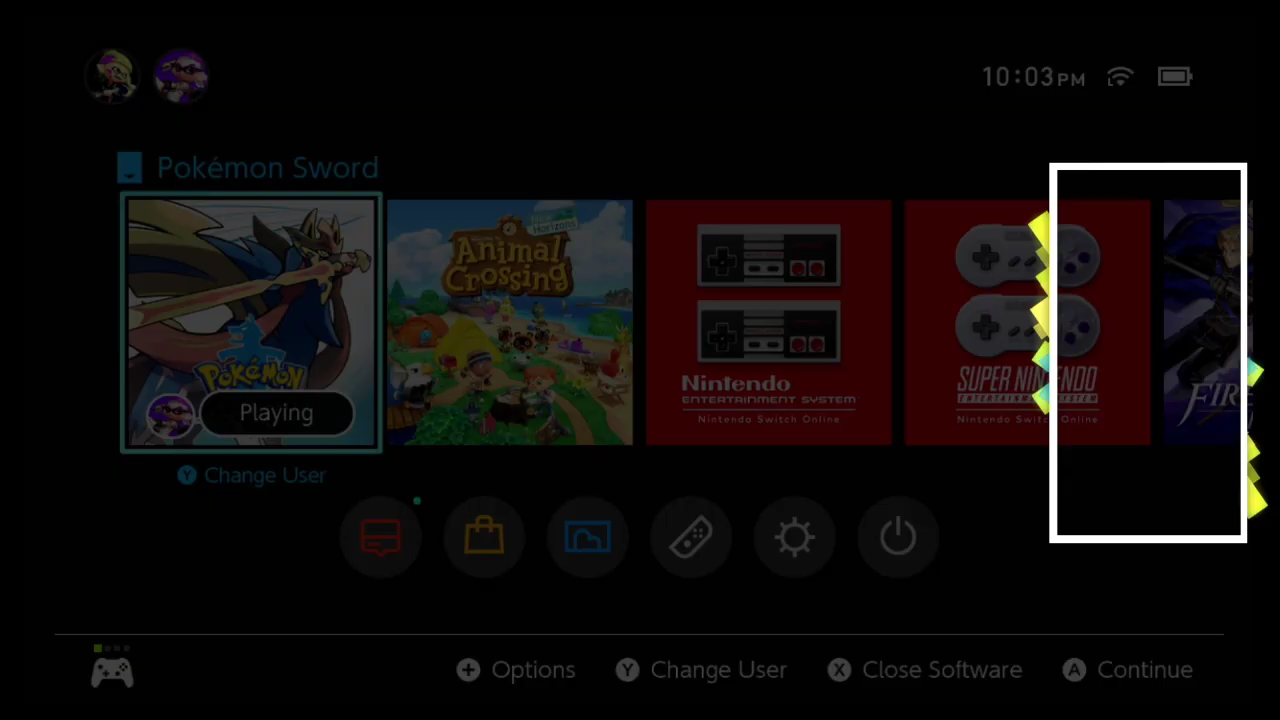 10:03PM
Pokémon Sword
Horizons
Animal
Crossing
Pokémon
Playing
Nintendo
ENTERTAINMENT SYSTEM
Nintendo Switch Online
SUPER NINTENDO
ENTERTAINMENT SYSTEM
Nintendo Switch Online
FIR
Y Change User
+ Options
Y Change User
X Close Software
A Continue